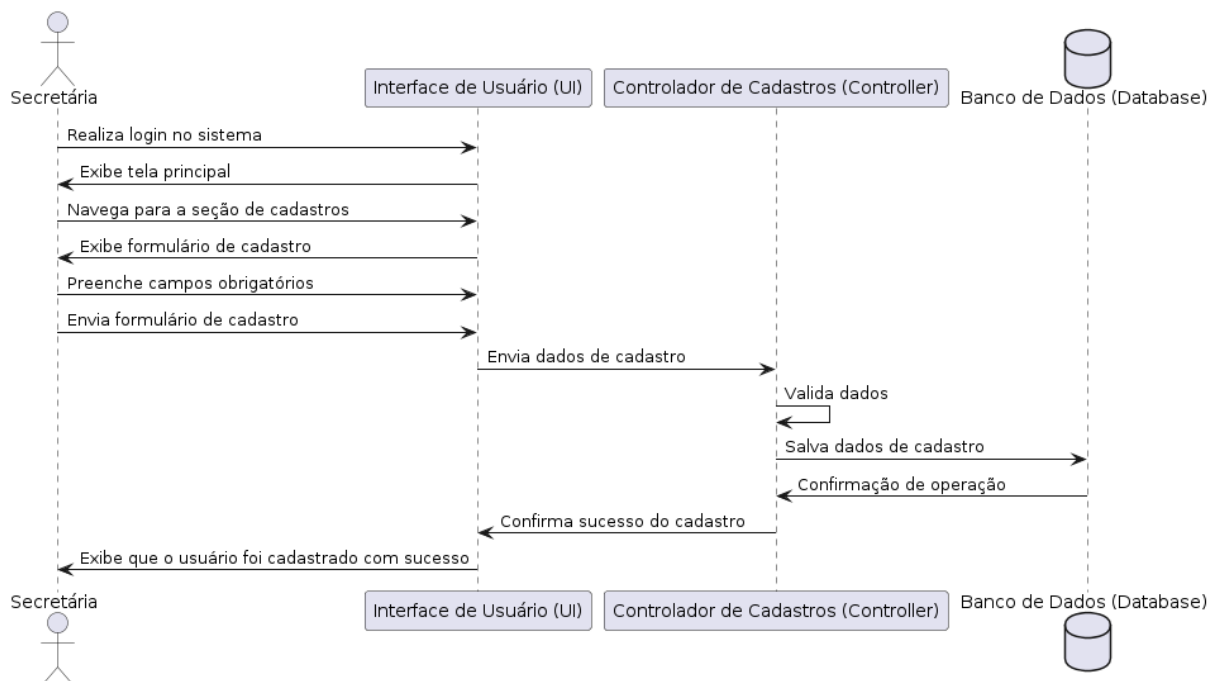 Secretária
Interface de Usuário (UI)
Controlador de Cadastros (Controller)
Banco de Dados (Database)
Realiza login no sistema
Exibe tela principal
Navega para a seção de cadastros
Exibe formulário de cadastro
Preenche campos obrigatórios
Envia formulário de cadastro
Envia dados de cadastro
Valida dados
Salva dados de cadastro
Confirmação de operação
Confirma sucesso do cadastro
Exibe que o usuário foi cadastrado com sucesso
Secretária
Interface de Usuário (UI)
Controlador de Cadastros (Controller)
Banco de Dados (Database)